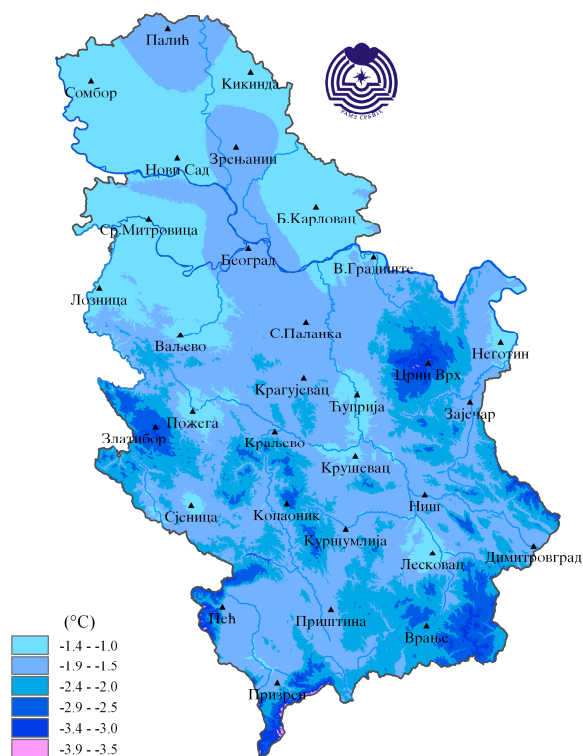 Палић
Кикинда
Сомбор
РХМЗ СРБИЈЕ
Зрењанин
Нови Сад
Б.Карловац
Ср.Митровица
Београд
В.Градиште
Лозница
С.Паланка
Ваљево
Неготин
Црни Врх
Крагујевац
Ћуприја
Зајечар
Пожега
Златибор
Краљево
Крушевац
Ниш
Сјеница
Копаоник
Куршумлија
Димитровград
Лесковац
Пећ
Приштина
Врање
Призрен
(°C)
-1.4 - -1.0
-1.9 - -1.5
-2.4 - -2.0
-2.9 - -2.5
-3.4 - -3.0
-3.9 - -3.5